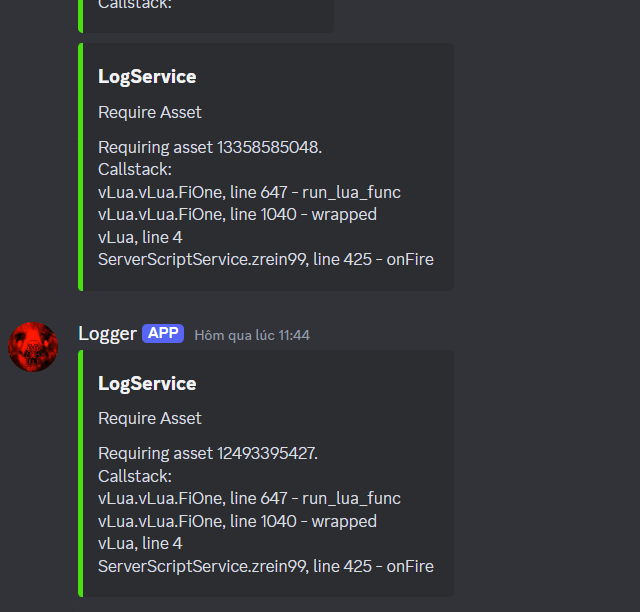 Callstack:
LogService
Require Asset
Requiring asset 13358585048.
Callstack:
vLua.vLua.FiOne, line 647 - run_lua_func
vLua.vLua.FiOne, line 1040 - wrapped
vLua, line 4
ServerScriptService.zrein99, line 425 - onFire
Logger APP Hôm qua lúc 11:44
LogService
Require Asset
Requiring asset 12493395427.
Callstack:
vLua.vLua.FiOne, line 647 - run_lua_func
vLua.vLua.FiOne, line 1040 - wrapped
vLua, line 4
ServerScriptService.zrein99, line 425 - onFire